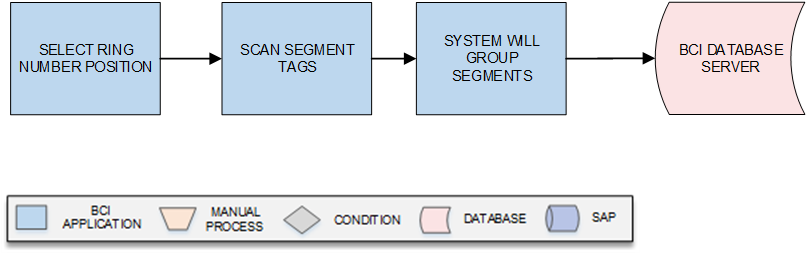 SELECT RING
NUMBER POSITION
SCAN SEGMENT
TAGS
SYSTEM WILL
GROUP
SEGMENTS
BCI DATABASE
SERVER
BCI
APPLICATION
MANUAL
PROCESS
CONDITION
DATABASE
SAP